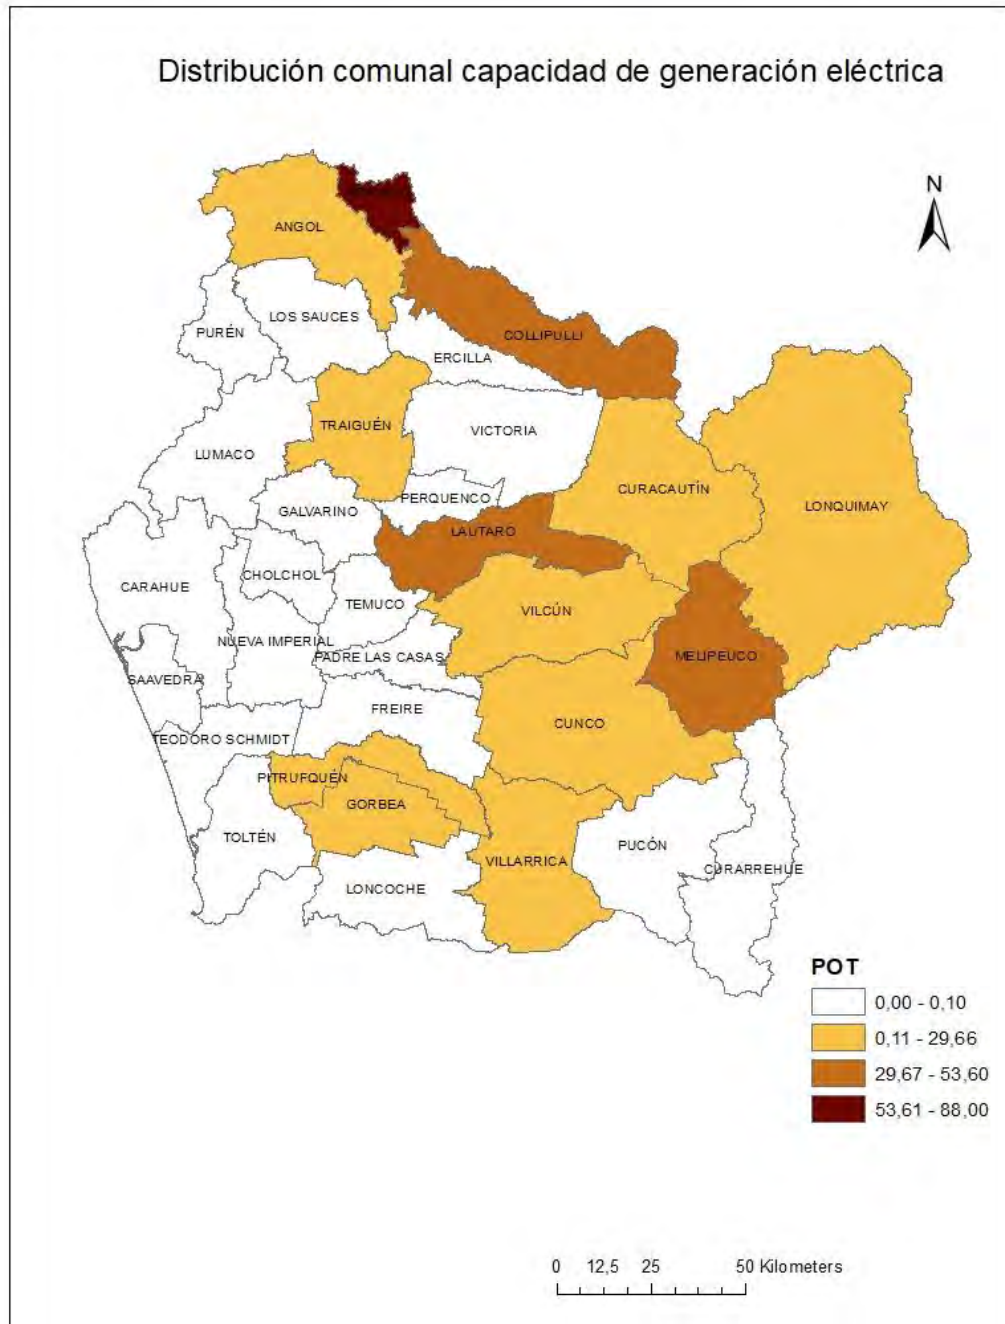 Distribución comunal capacidad de generación eléctrica
N
ANGOL
LOS SAUCES
PURÉN
COLLIPULLI
ERCILLA
TRAIGUÉN
VICTORIA
LUMACO
CURACAUTÍN
PERQUENCO
LONQUIMAY
GALVARINO
LAUTARO
CHOLCHOL
CARAHUE
TEMUCO
VILCÚN
NUEVA IMPERIAL
PADRE LAS CASAS
MELIPEUCO
SAAVEDRA
FREIRE
CUNCO
TEODORO SCHMIDT
PITRUFQUÉN
GORBEA
TOLTÉN
PUCÓN
VILLARRICA
CURARREHUE
LONCOCHE
POT
0,00 - 0,10
0,11 - 29,66
29,67 - 53,60
53,61 - 88,00
0 12,5 25 50 Kilometers